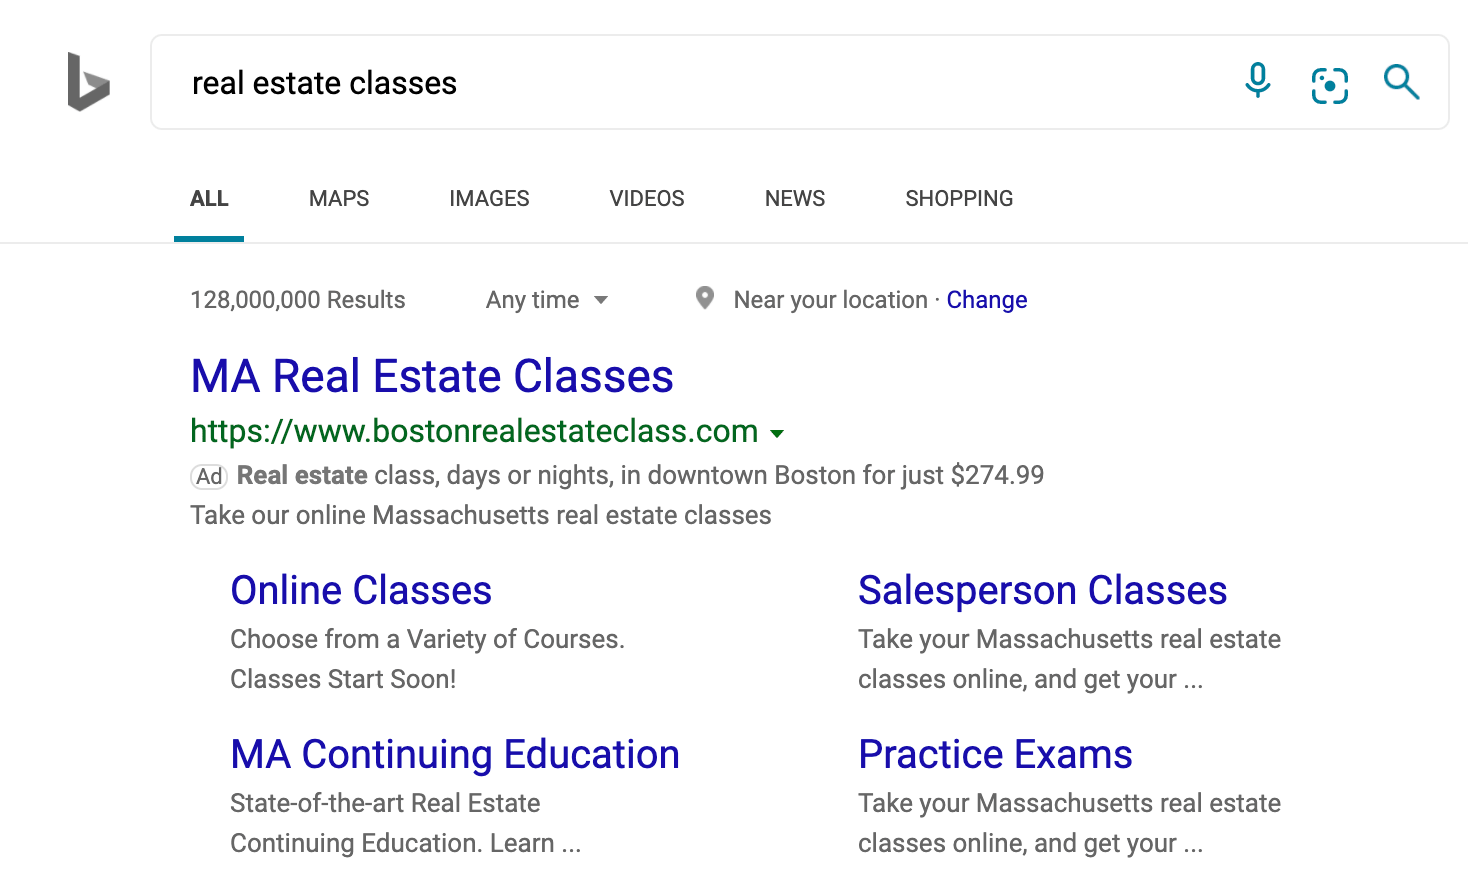 real estate classes
ALL MAPS IMAGES VIDEOS NEWS SHOPPING
128,000,000 Results Any time Near your location · Change
MA Real Estate Classes
https://www.bostonrealestateclass.com
Ad Real estate class, days or nights, in downtown Boston for just $274.99
Take our online Massachusetts real estate classes
Online Classes
Choose from a Variety of Courses.
Classes Start Soon!
Salesperson Classes
Take your Massachusetts real estate
classes online, and get your ...
MA Continuing Education
State-of-the-art Real Estate
Continuing Education. Learn ...
Practice Exams
Take your Massachusetts real estate
classes online, and get your ...